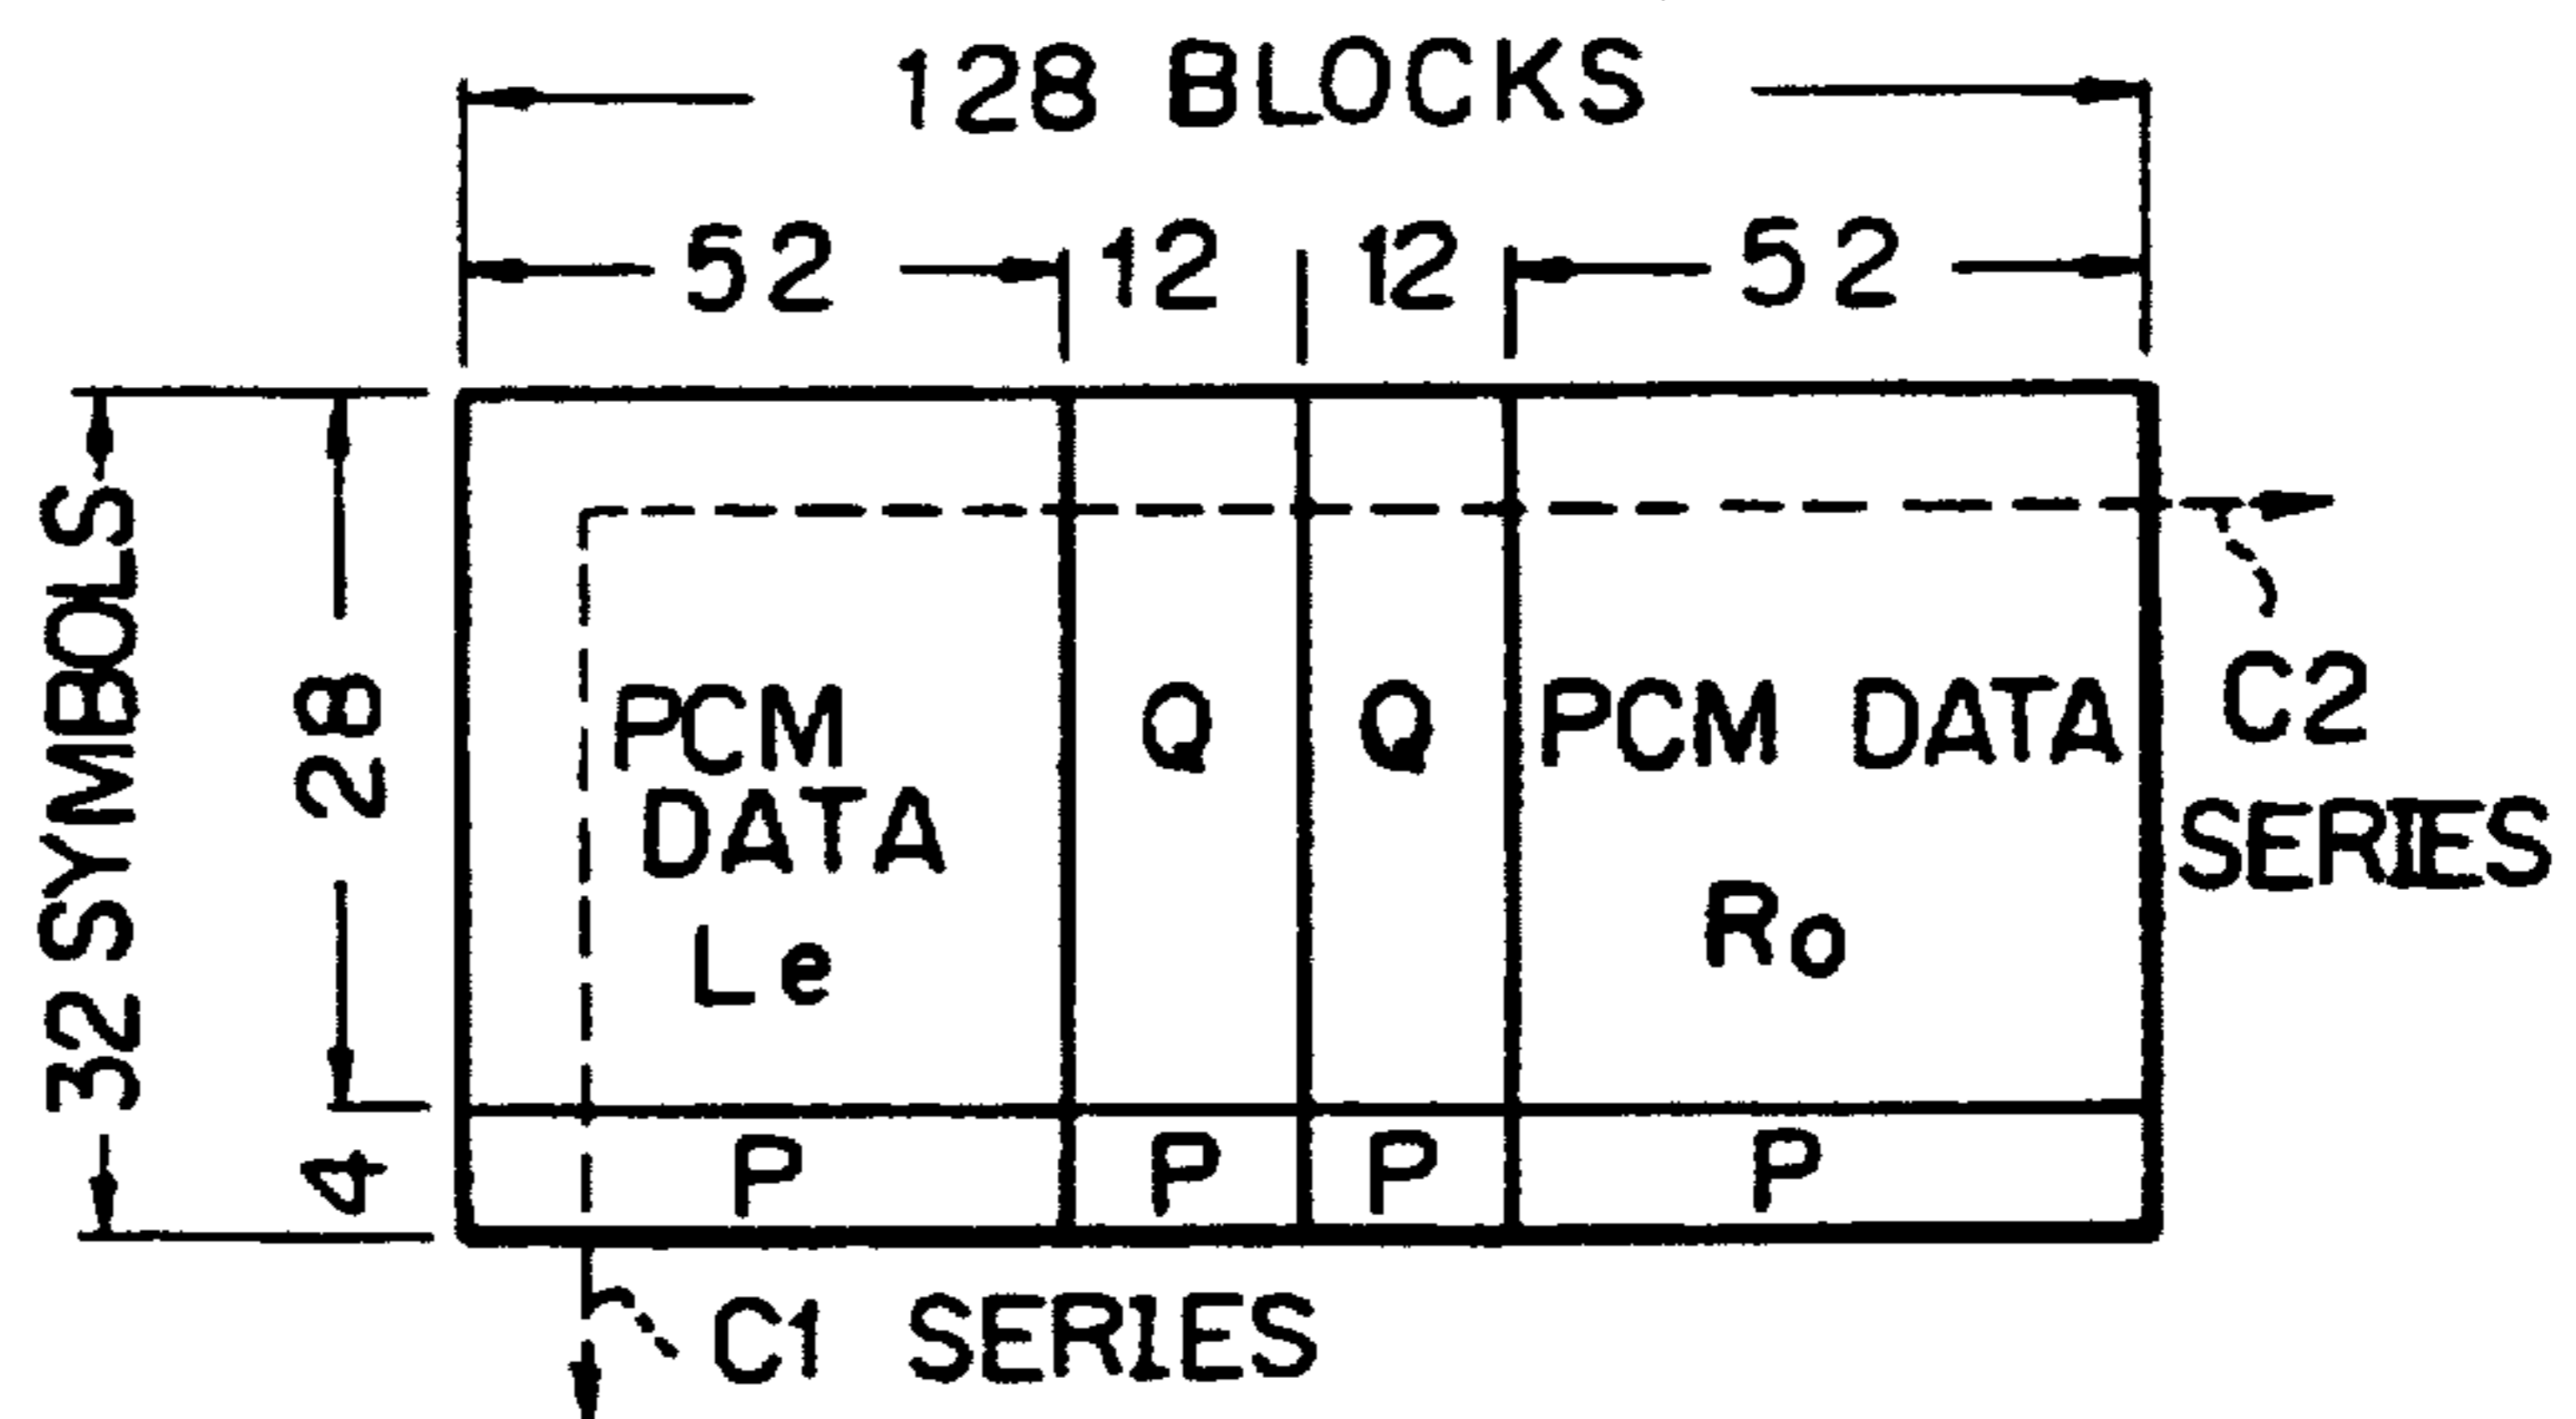 128 BLOCKS
52 12 12 52
32 SYMBOLS
28
4
PCM
DATA
Le
Q
Q
PCM DATA
Ro
C2
SERIES
P P P P
C1 SERIES